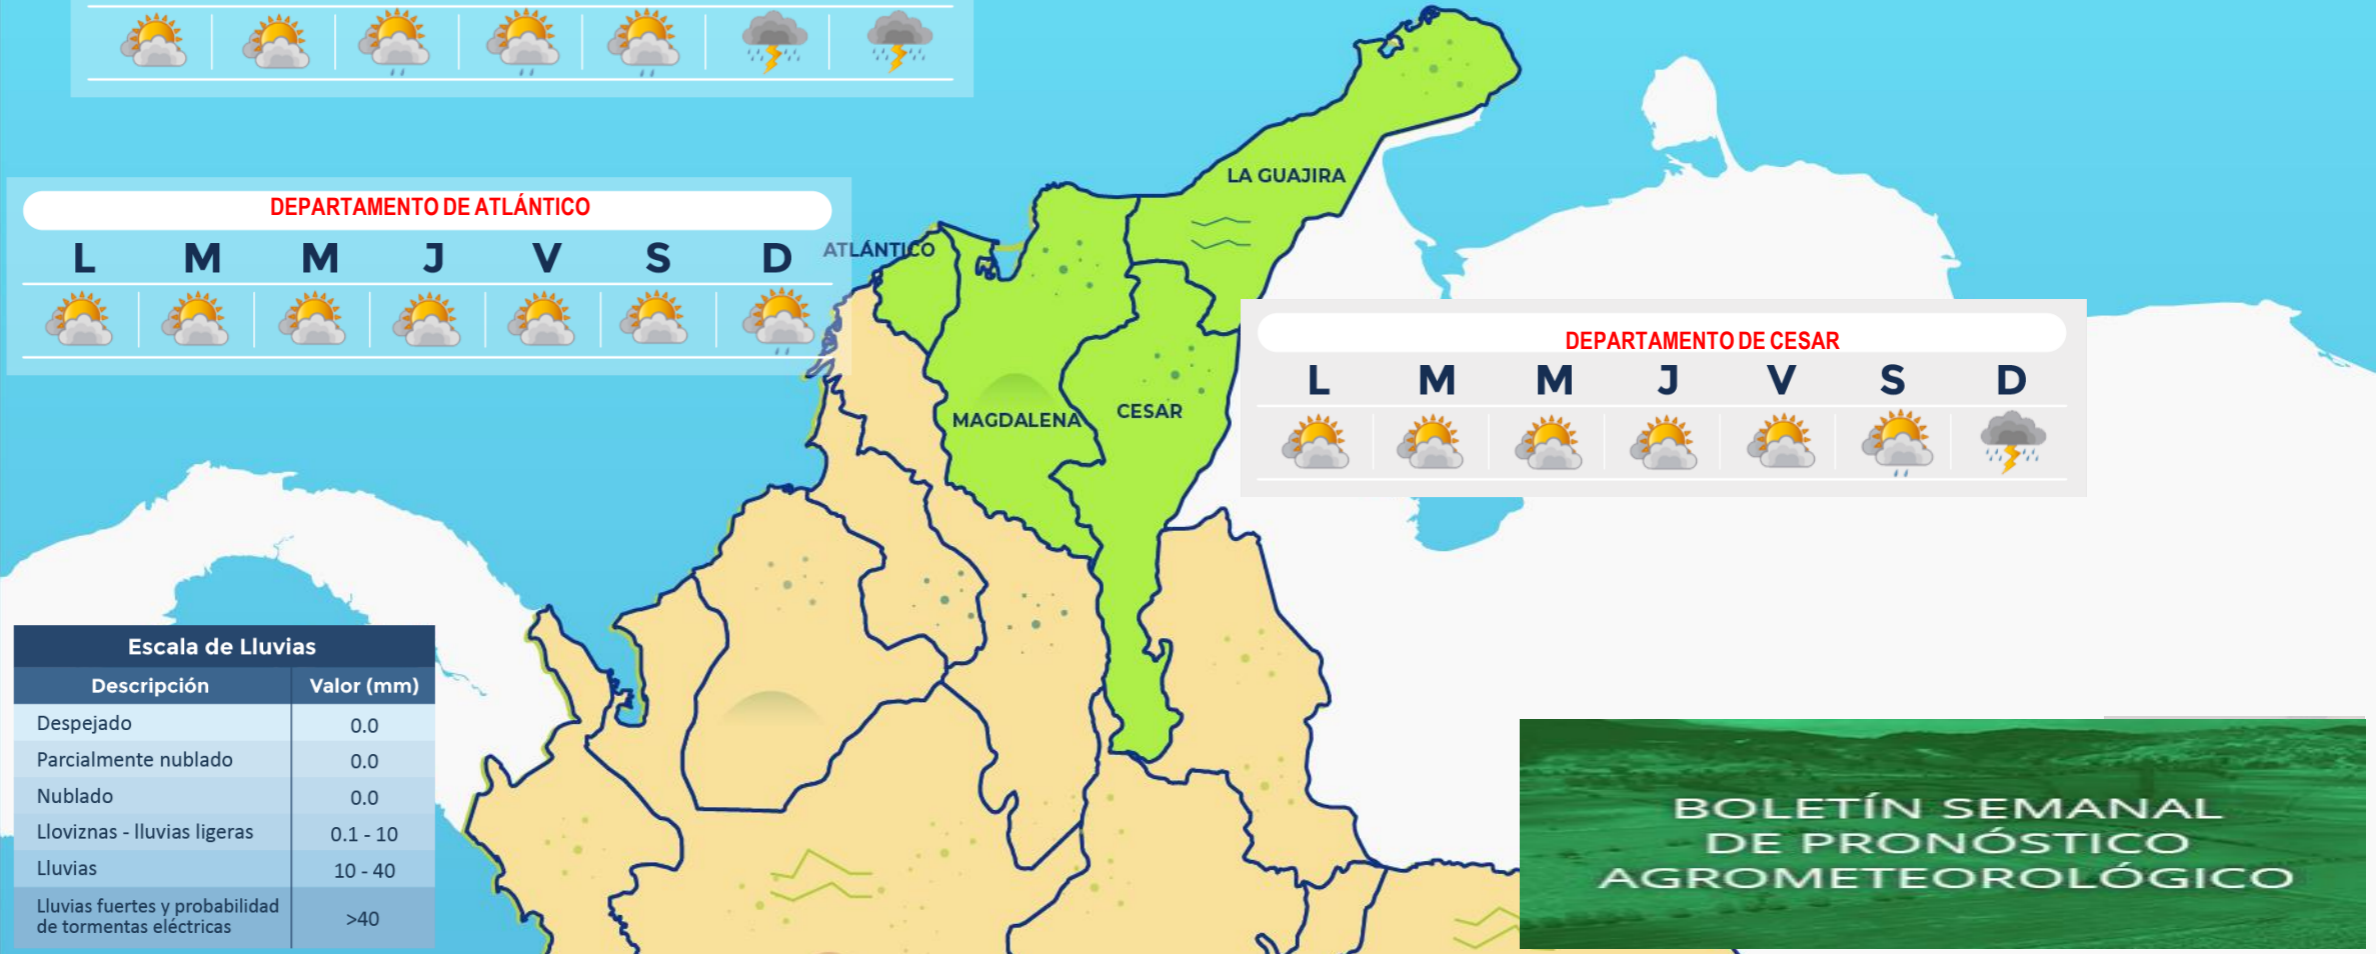 LA GUAJIRA
DEPARTAMENTO DE ATLÁNTICO
L M M J V S D
ATLÁNTICO
DEPARTAMENTO DE CESAR
L M M J V S D
MAGDALENA
CESAR
Escala de Lluvias
Descripción Valor (mm)
Despejado 0.0
Parcialmente nublado 0.0
Nublado 0.0
Lloviznas - lluvias ligeras 0.1 - 10
Lluvias 10 - 40
Lluvias fuertes y probabilidad
de tormentas eléctricas >40
BOLETÍN SEMANAL
DE PRONÓSTICO
AGROMETEOROLÓGICO